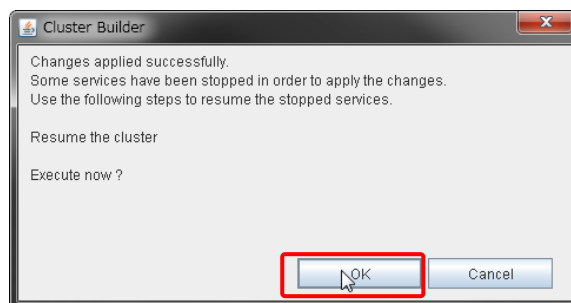 Cluster Builder
Changes applied successfully.
Some services have been stopped in order to apply the changes.
Use the following steps to resume the stopped services.
Resume the cluster
Execute now ?
OK
Cancel